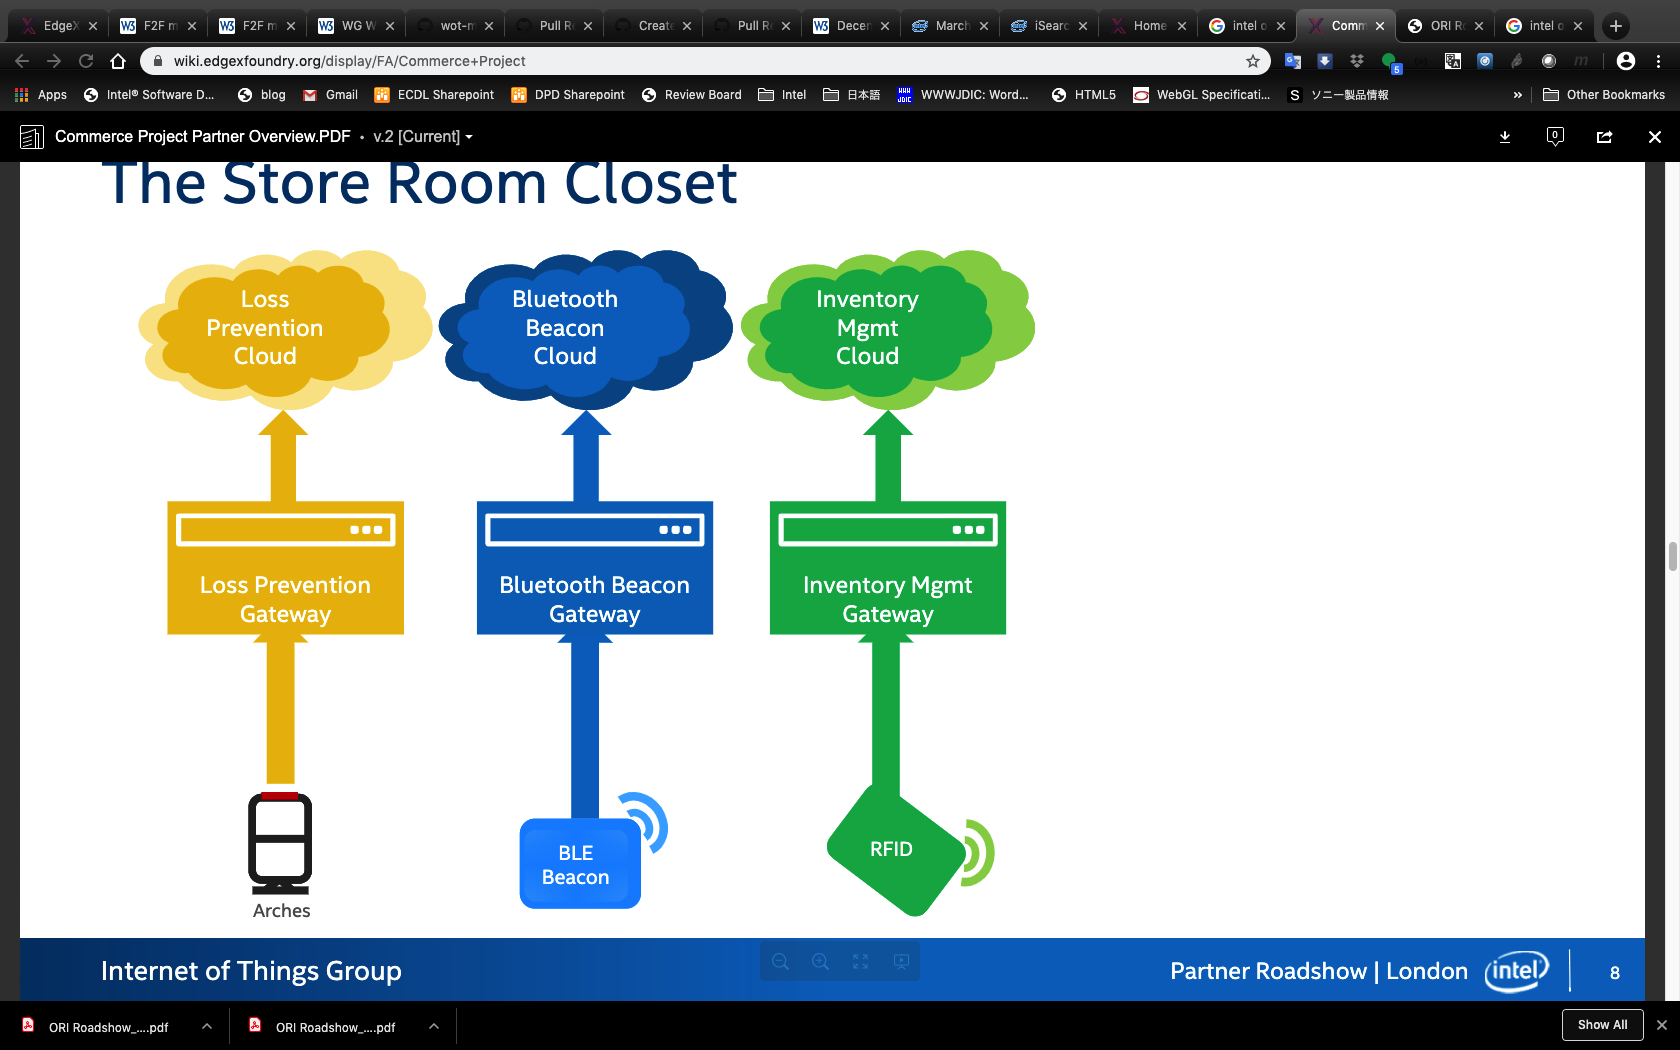 EdgeX
F2F m
F2F m
WG W
wot-m
Pull Re
Create
Pull Re
Decen
March
iSearc
Home
intel o
Comm
ORI Ro
intel o
wiki.edgexfoundry.org/display/FA/Commerce+Project
5
Apps
Intel® Software D...
blog
Gmail
ECDL Sharepoint
DPD Sharepoint
Review Board
Intel
日本語
WWWJDIC: Word...
HTML5
WebGL Specificati...
ソニー製品情報
»
Other Bookmarks
Commerce Project Partner Overview.PDF • v.2 [Current]
0
The Store Room Closet
Loss
Prevention
Cloud
Bluetooth
Beacon
Cloud
Inventory
Mgmt
Cloud
Loss Prevention
Gateway
Bluetooth Beacon
Gateway
Inventory Mgmt
Gateway
Arches
BLE
Beacon
RFID
Internet of Things Group
Partner Roadshow | London
intel
8
ORI Roadshow_....pdf
ORI Roadshow_....pdf
Show All